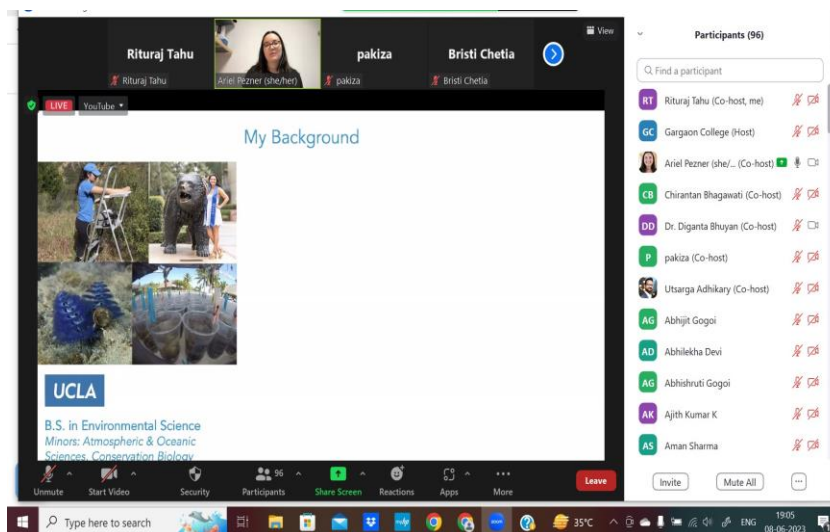 View
Rituraj Tahu
pakiza
Bristi Chetia
Rituraj Tahu
Ariel Pezner (she/her)
pakiza
Bristi Chetia
LIVE
YouTube
My Background
UCLA
B.S. in Environmental Science
Minors: Atmospheric & Oceanic
Sciences, Conservation Biology
Unmute
Start Video
Security
96
Participants
Share Screen
Reactions
Apps
More
Leave
Participants (96)
Find a participant
RT Rituraj Tahu (Co-host, me)
GC Gargaon College (Host)
Ariel Pezner (she/... (Co-host)
CB Chirantan Bhagawati (Co-host)
DD Dr. Diganta Bhuyan (Co-host)
P pakiza (Co-host)
Utsarga Adhikary (Co-host)
AG Abhijit Gogoi
AD Abhilekha Devi
AG Abhishruti Gogoi
AK Ajith Kumar K
AS Aman Sharma
Invite
Mute All
Type here to search
35°C
ENG
19:05
08-06-2023